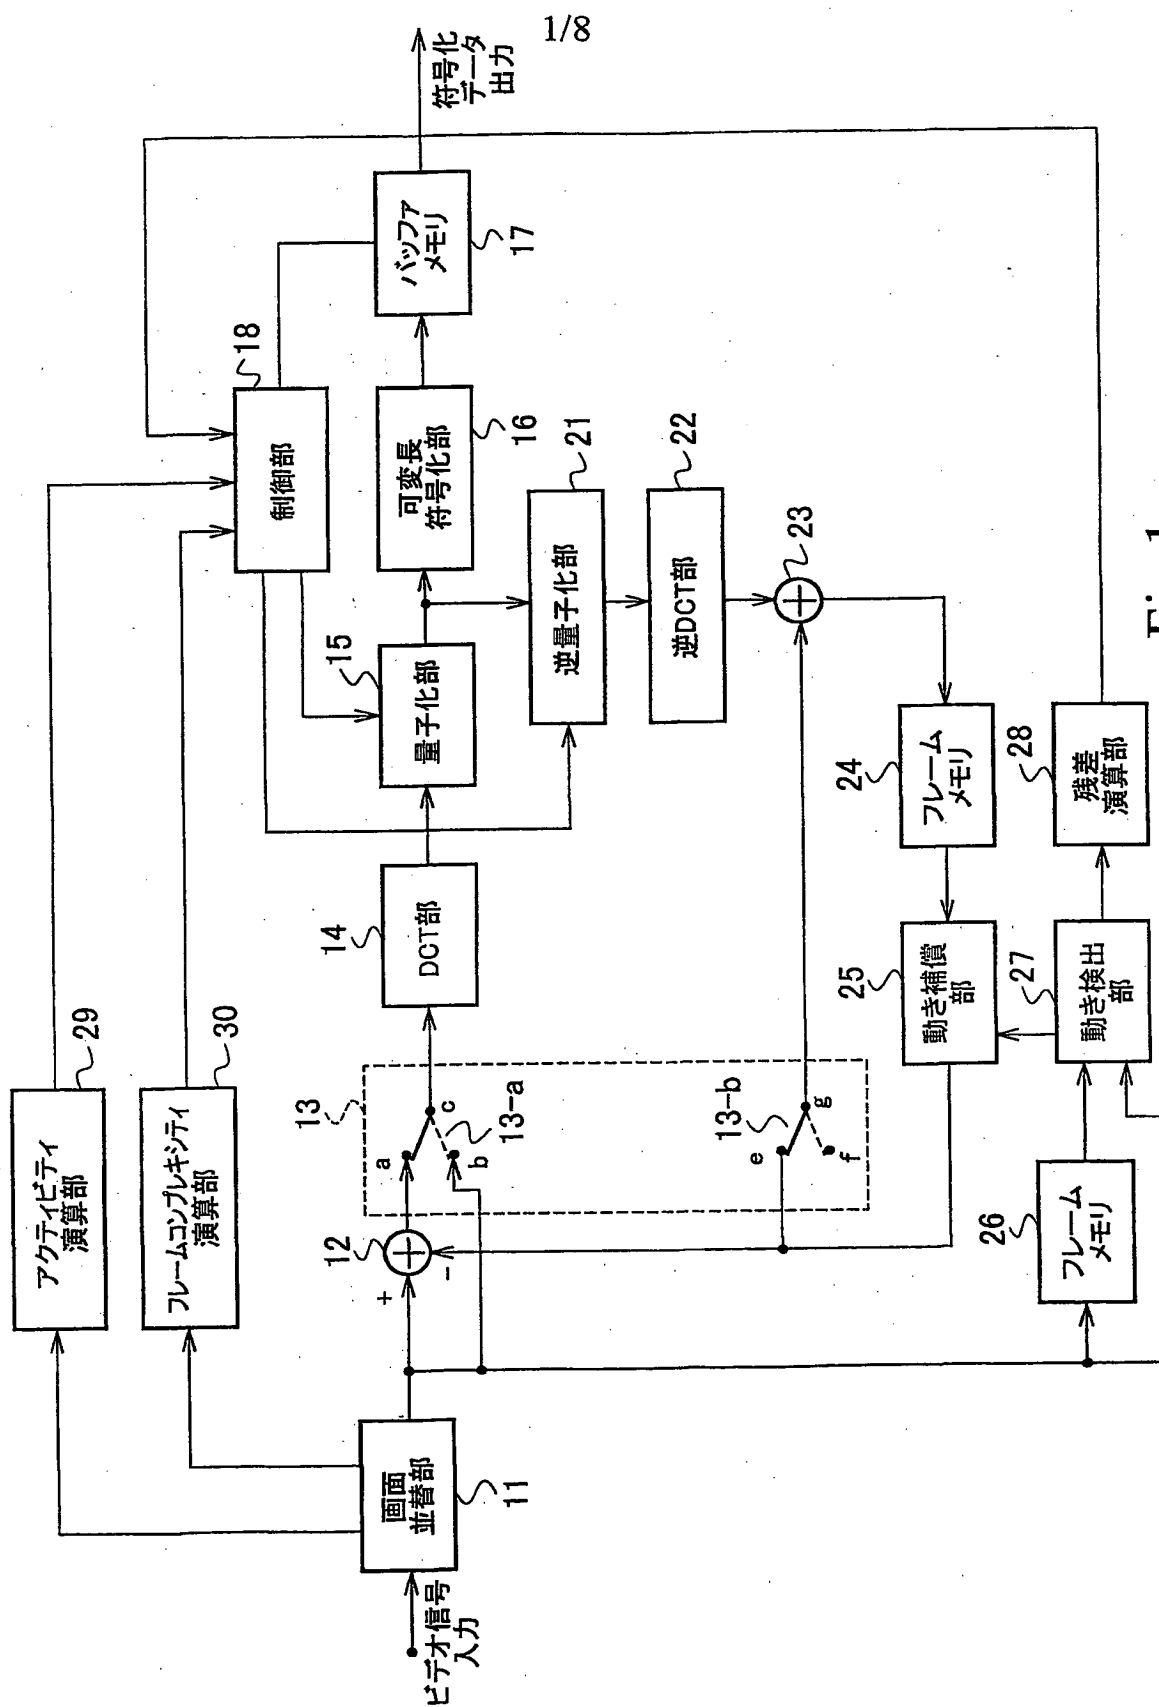 1/8
アクティビティ
演算部
29
フレームコンプレキシティ
演算部
30
制御部
18
符号化
データ
出力
バッファ
メモリ
17
可変長
符号化部
16
量子化部
15
DCT部
14
13
a
b
c
13-a
12
+
-
画面
並替部
11
ビデオ信号
入力
逆量子化部
21
逆DCT部
22
23
13-b
e
f
g
フレーム
メモリ
24
動き補償
部
25
フレーム
メモリ
26
動き検出
部
27
残差
演算部
28